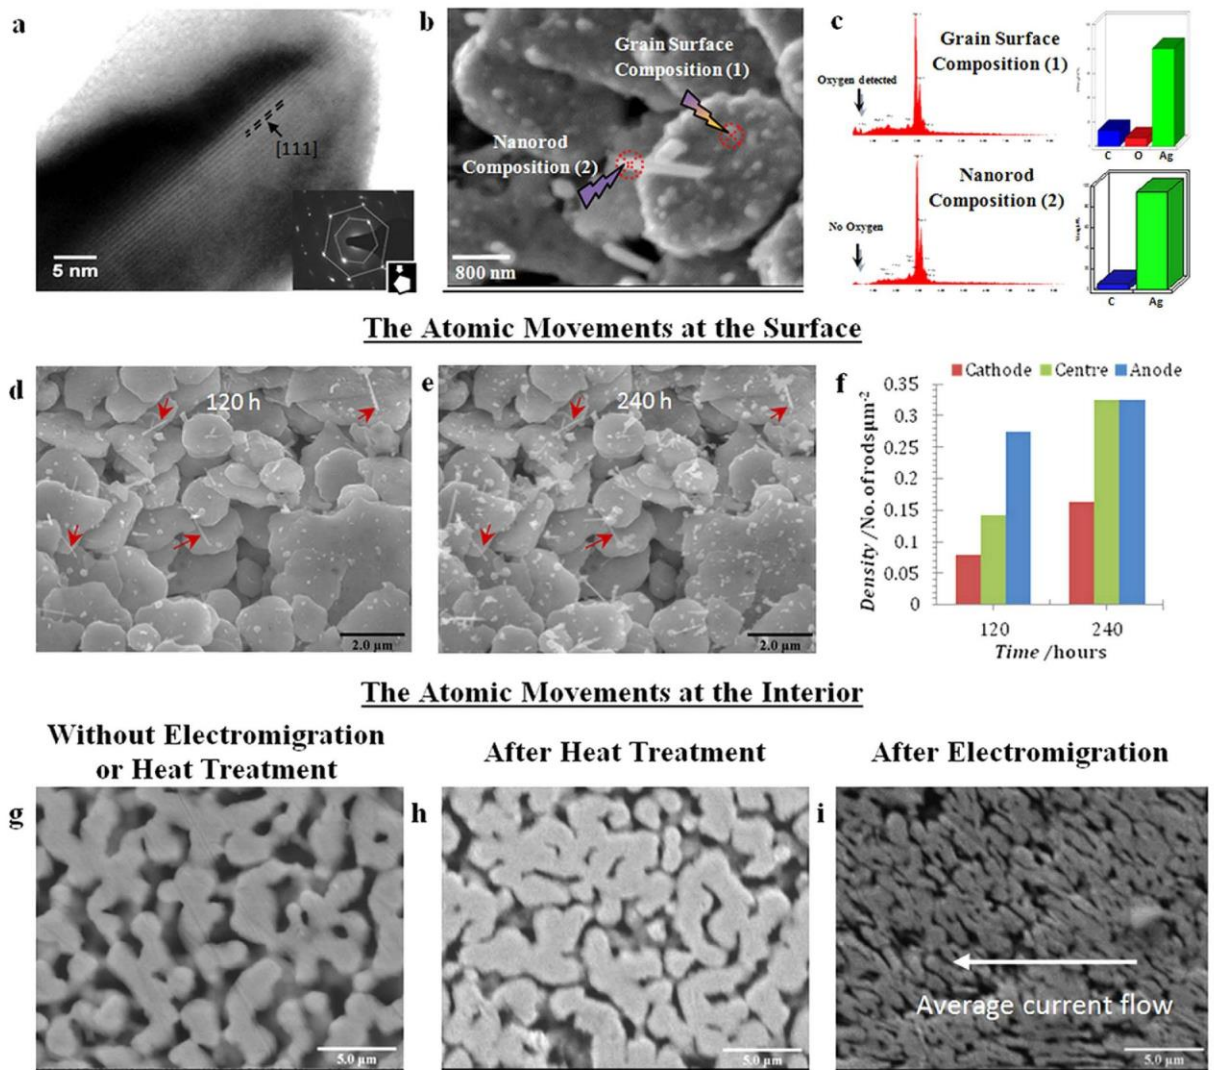 a
[111]
5 nm
b
Grain Surface
Composition (1)
Nanorod
Composition (2)
800 nm
c
Grain Surface
Composition (1)
Oxygen detected
C O Ag
Nanorod
Composition (2)
No Oxygen
C Ag
The Atomic Movements at the Surface
d
120 h
2.0 µm
e
240 h
2.0 µm
f
Cathode Centre Anode
Density /No. of rodsµm-2
0.35
0.3
0.25
0.2
0.15
0.1
0.05
0
120 240
Time /hours
The Atomic Movements at the Interior
Without Electromigration
or Heat Treatment
After Heat Treatment
After Electromigration
g
5.0 µm
h
5.0 µm
i
Average current flow
5.0 µm